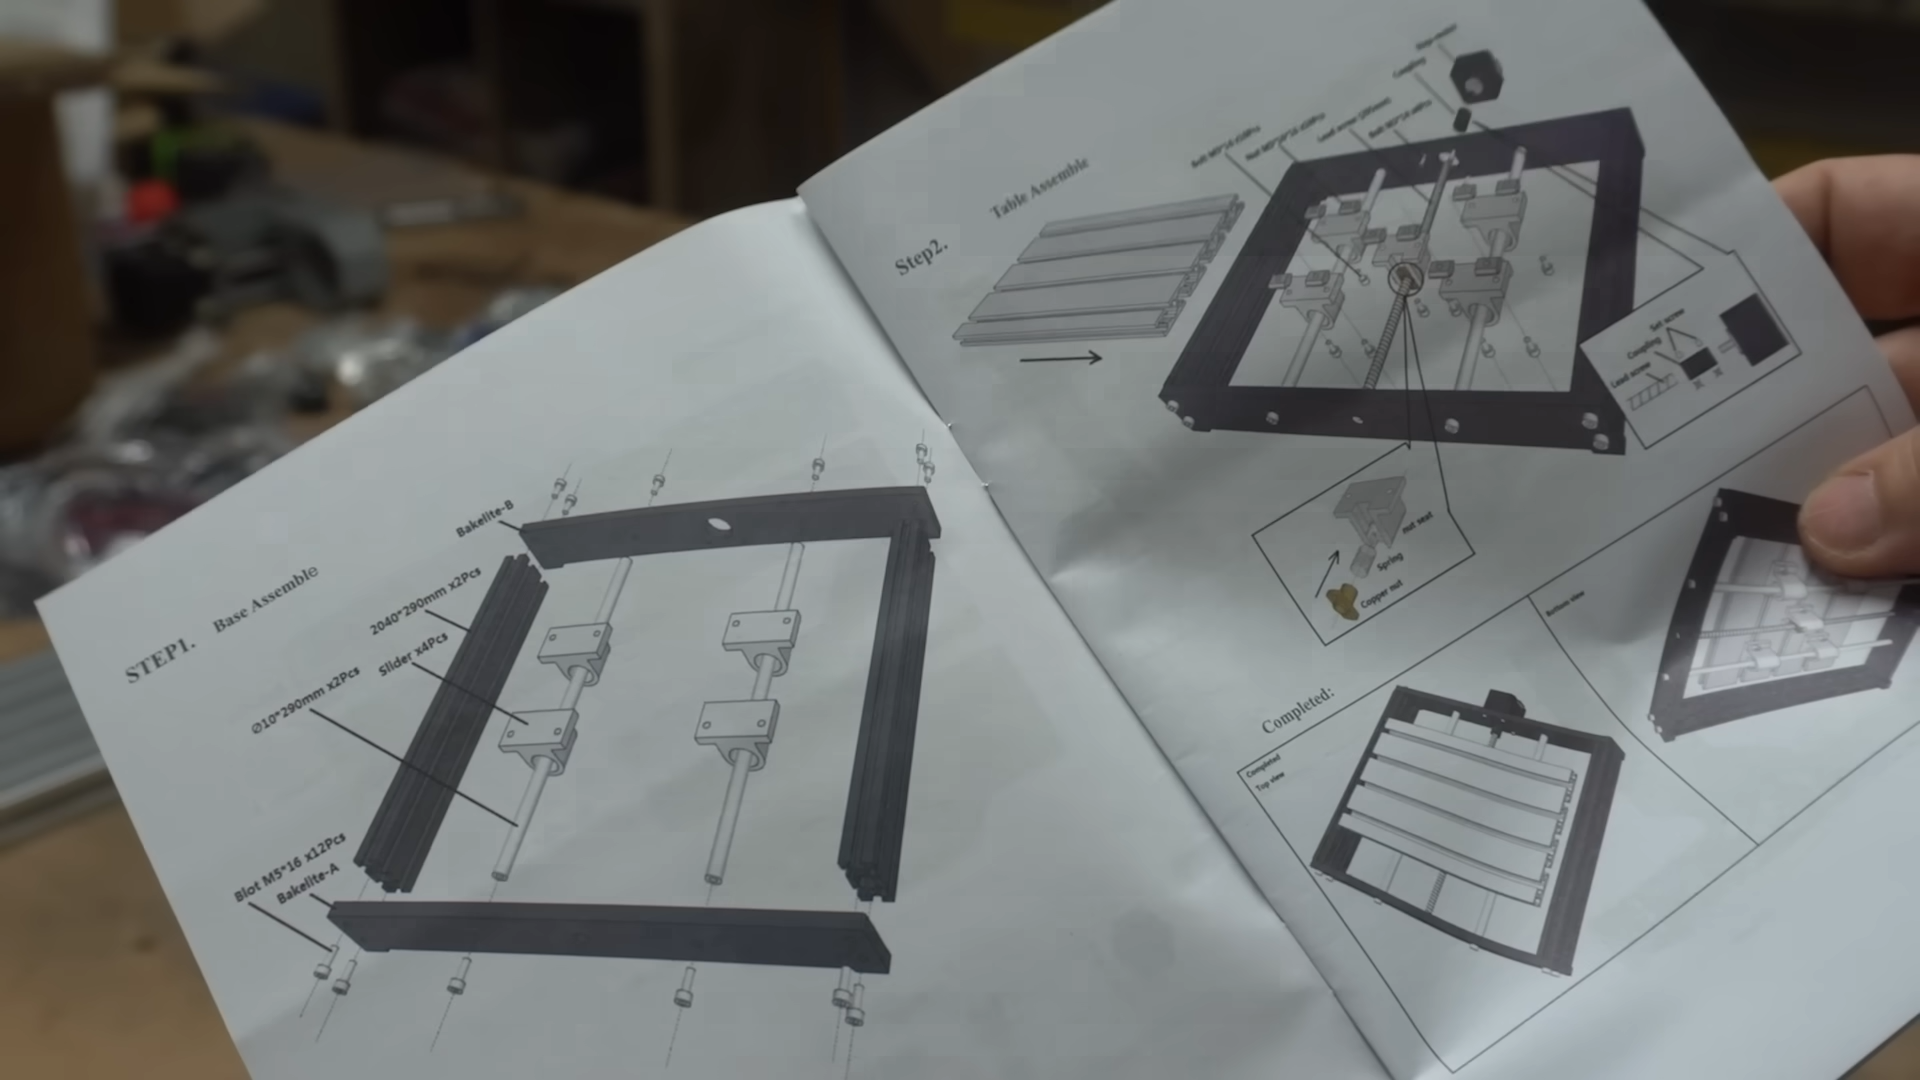 STEP1. Base Assemble
Bakelite-B
2040*290mm x2Pcs
Slider x4Pcs
Ø10*290mm x2Pcs
Blot M5*16 x12Pcs
Bakelite-A
Step2. Table Assemble
Coupling
Set screw
Coupling
Lead screw
nut seat
Spring
Copper nut
Completed:
Completed
Top view
Bottom view